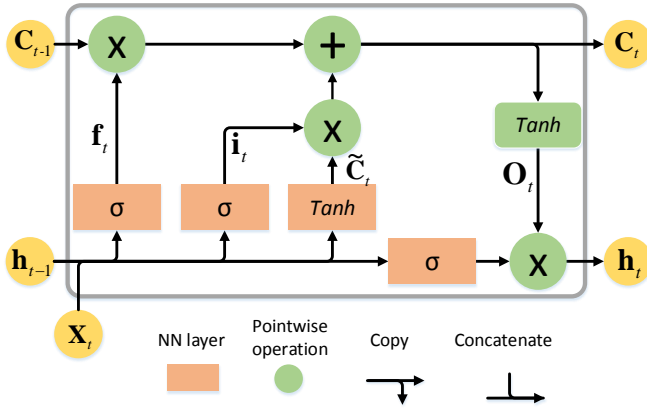 C_{t-1}
×
+
C_t
f_t
i_t
×
C̃_t
Tanh
O_t
σ
σ
Tanh
h_{t−1}
σ
×
h_t
X_t
NN layer
Pointwise
operation
Copy
Concatenate